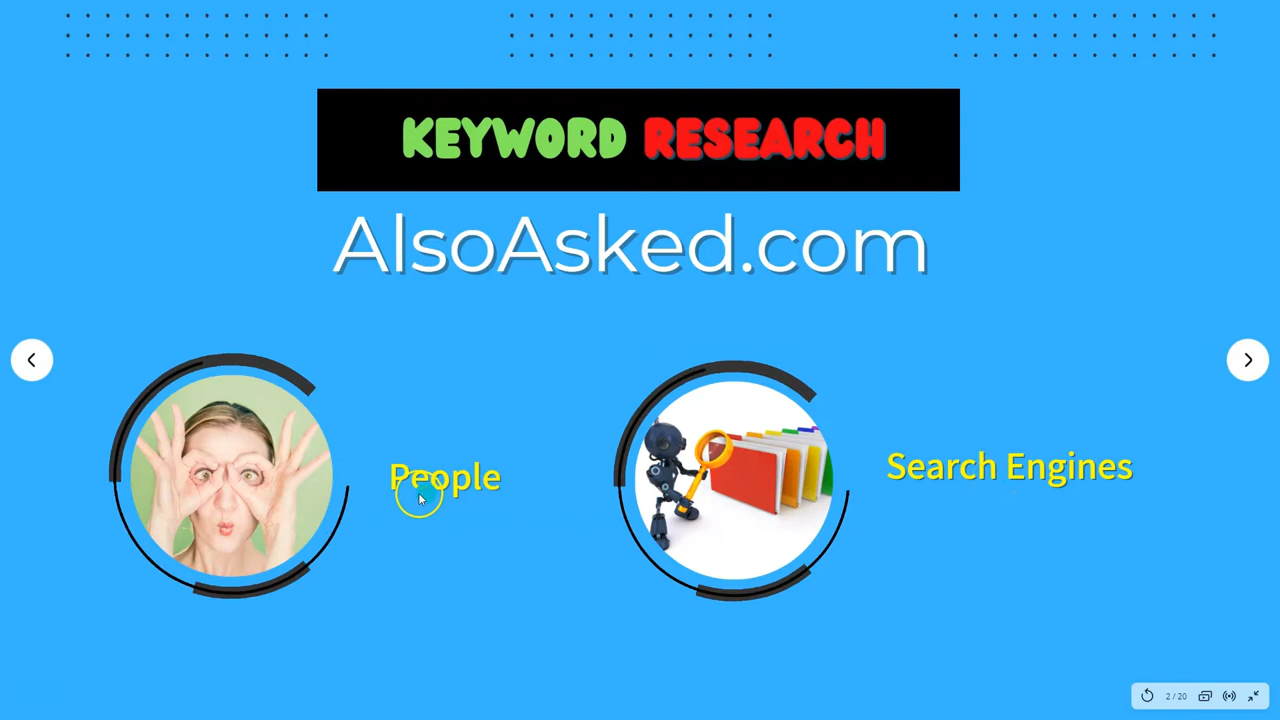 KEYWORD RESEARCH
AlsoAsked.com
People
Search Engines
2 / 20